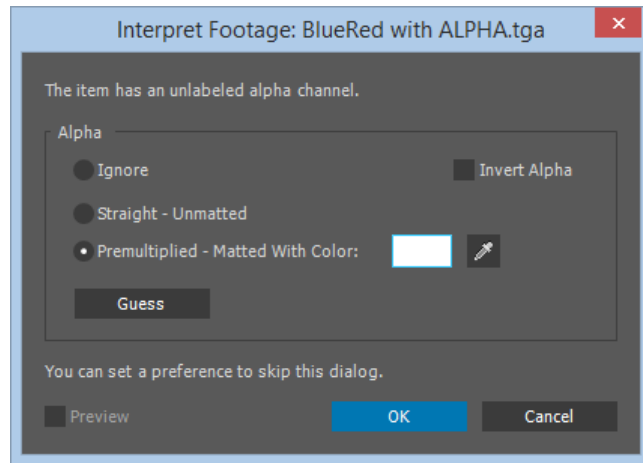 Interpret Footage: BlueRed with ALPHA.tga
The item has an unlabeled alpha channel.
Alpha
Ignore
Invert Alpha
Straight - Unmatted
Premultiplied - Matted With Color:
Guess
You can set a preference to skip this dialog.
Preview
OK
Cancel